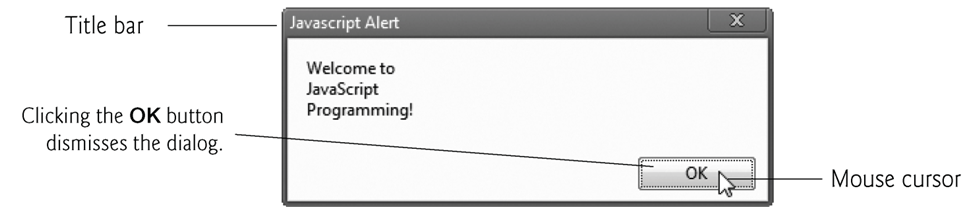 Title bar
Javascript Alert
X
Welcome to
JavaScript
Programming!
Clicking the OK button
dismisses the dialog.
OK
Mouse cursor